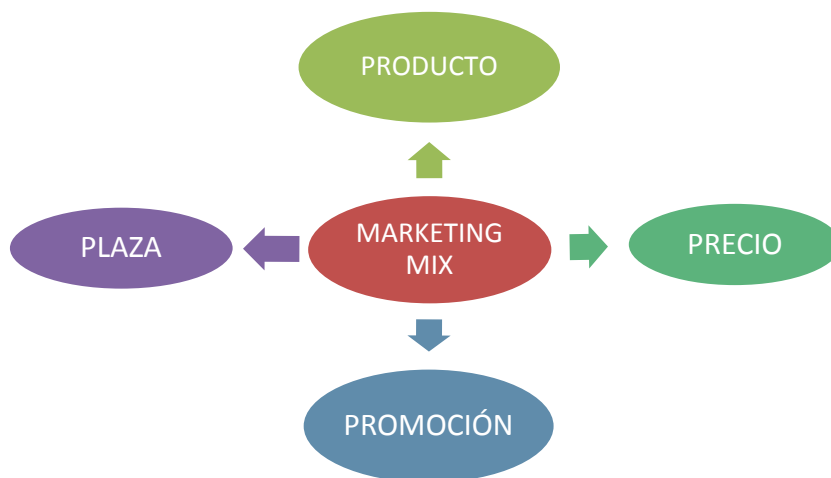 PRODUCTO
PLAZA
MARKETING
MIX
PRECIO
PROMOCIÓN